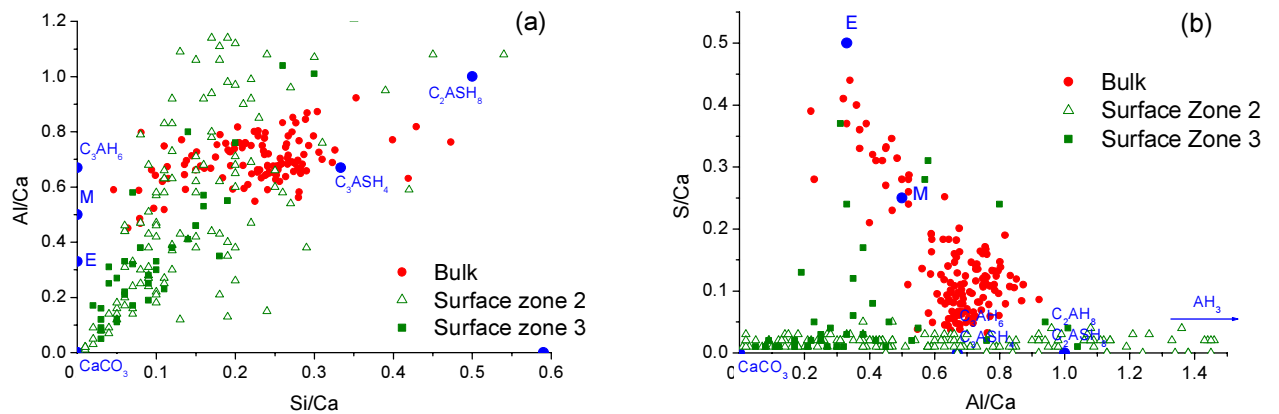 (a)
1.2
1.0
0.8
0.6
0.4
0.2
0.0
Al/Ca
C₂ASH₈
C₃AH₆
C₃ASH₄
M
E
CaCO₃
Bulk
Surface zone 2
Surface zone 3
0.0 0.1 0.2 0.3 0.4 0.5 0.6
Si/Ca
(b)
0.5
0.4
0.3
0.2
0.1
0.0
S/Ca
E
M
Bulk
Surface Zone 2
Surface Zone 3
AH₃
C₂AH₈
C₂ASH₈
CaCO₃
0.2 0.4 0.6 0.8 1.0 1.2 1.4
Al/Ca